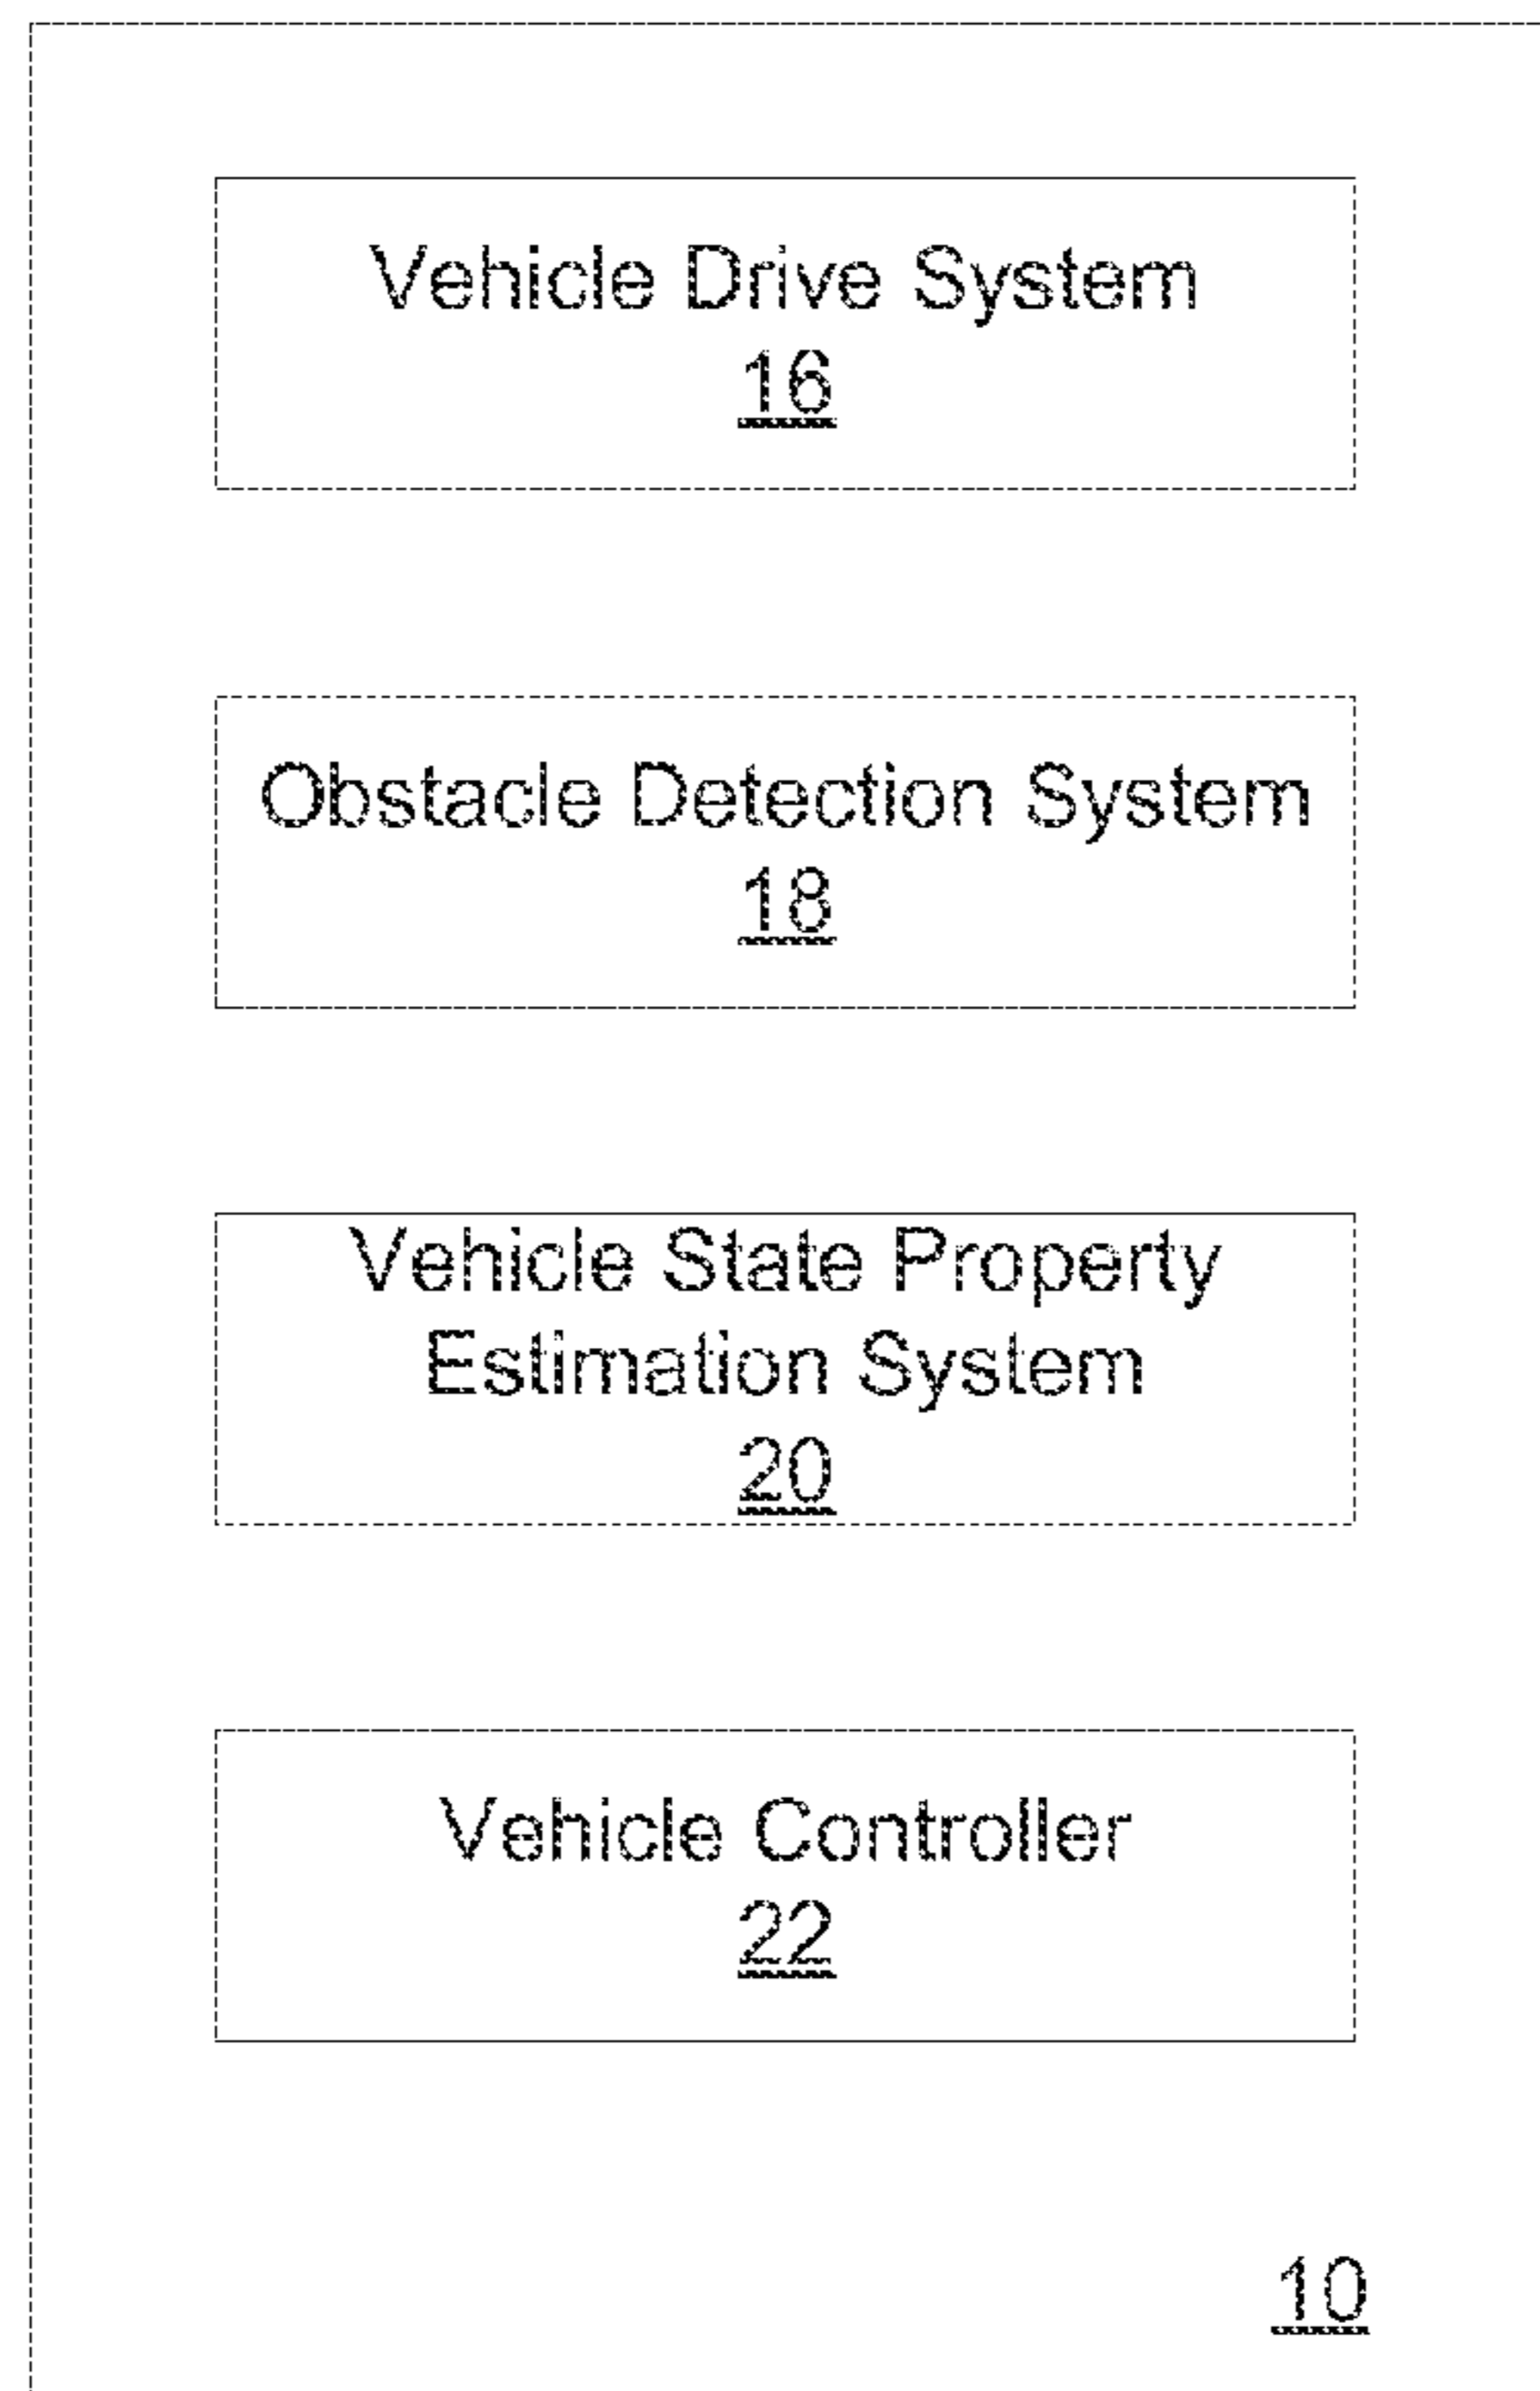 Vehicle Drive System
16
Obstacle Detection System
18
Vehicle State Property
Estimation System
20
Vehicle Controller
22
10